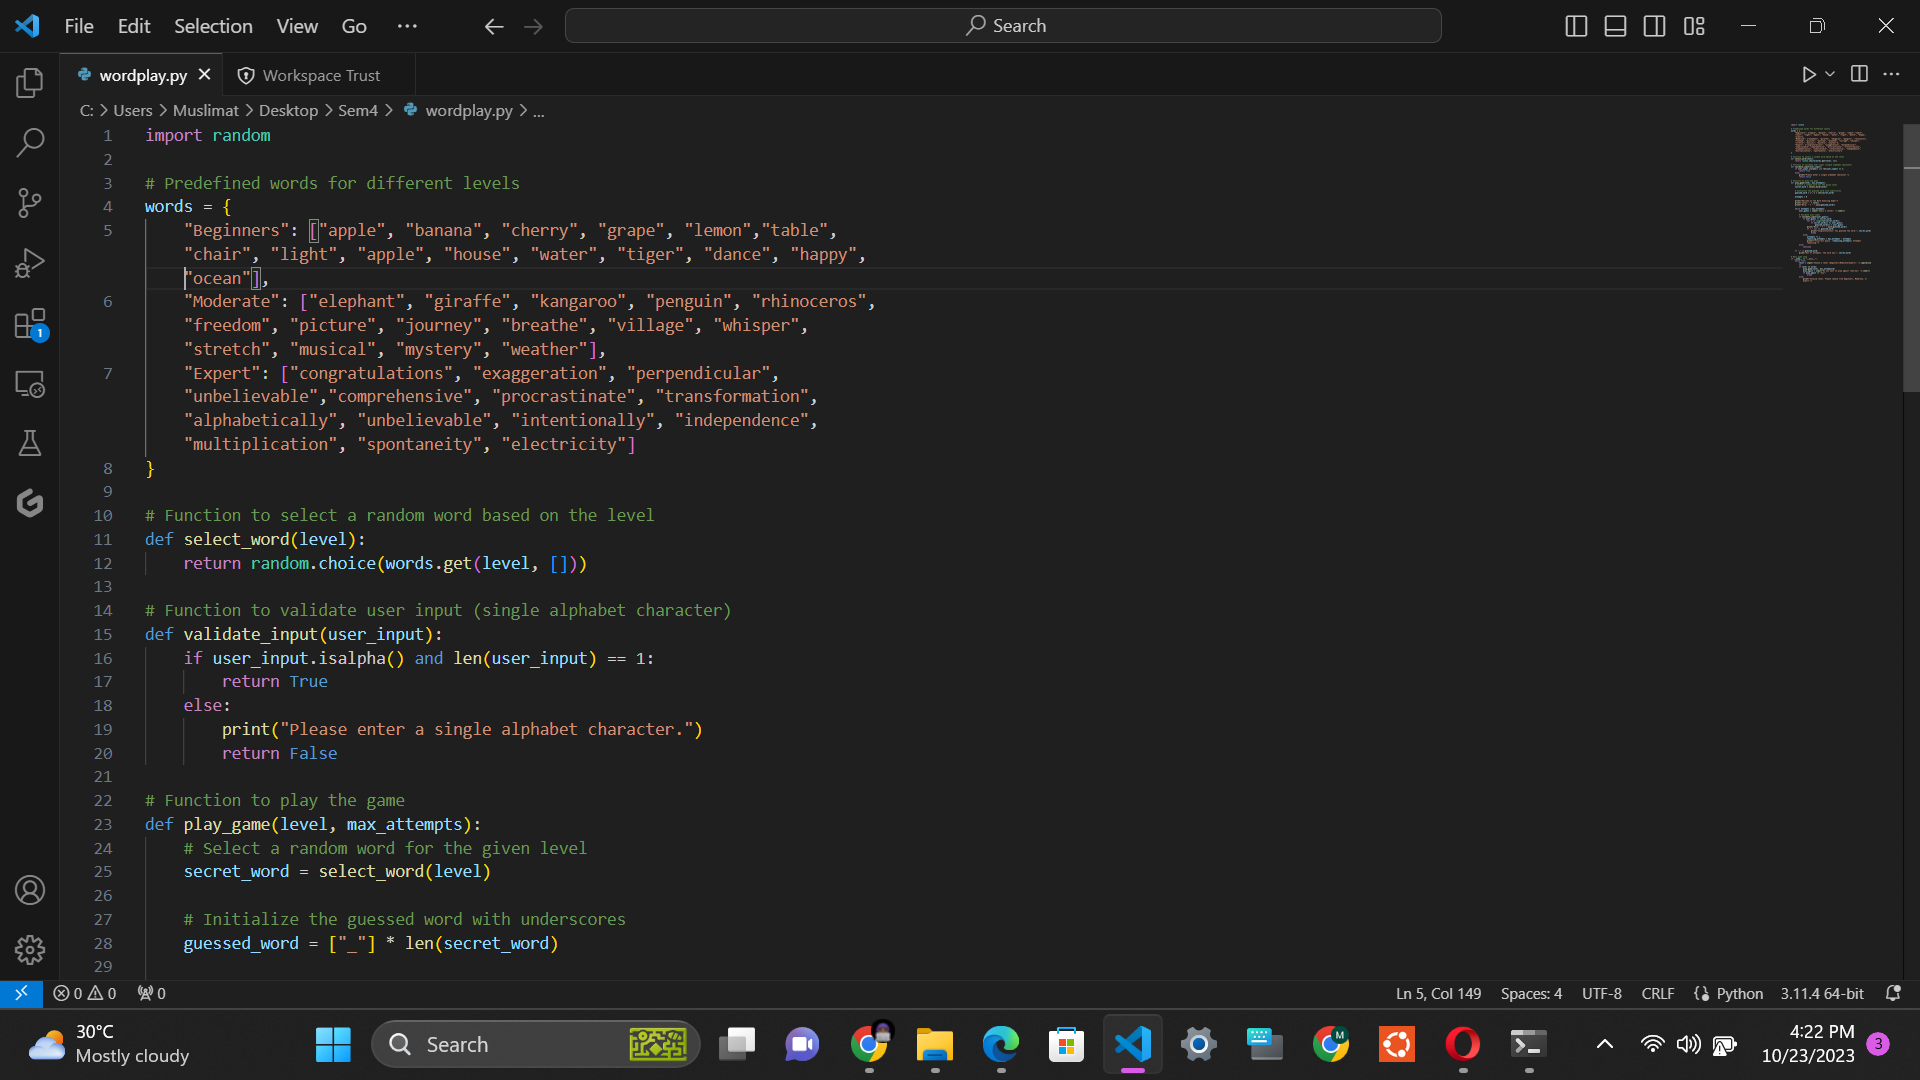 File Edit Selection View Go ... Search
wordplay.py Workspace Trust
C: > Users > Muslimat > Desktop > Sem4 > wordplay.py > ...
1 import random
2
3 # Predefined words for different levels
4 words = {
5 "Beginners": ["apple", "banana", "cherry", "grape", "lemon","table",
"chair", "light", "apple", "house", "water", "tiger", "dance", "happy",
"ocean"],
6 "Moderate": ["elephant", "giraffe", "kangaroo", "penguin", "rhinoceros",
"freedom", "picture", "journey", "breathe", "village", "whisper",
"stretch", "musical", "mystery", "weather"],
7 "Expert": ["congratulations", "exaggeration", "perpendicular",
"unbelievable","comprehensive", "procrastinate", "transformation",
"alphabetically", "unbelievable", "intentionally", "independence",
"multiplication", "spontaneity", "electricity"]
8 }
9
10 # Function to select a random word based on the level
11 def select_word(level):
12 return random.choice(words.get(level, []))
13
14 # Function to validate user input (single alphabet character)
15 def validate_input(user_input):
16 if user_input.isalpha() and len(user_input) == 1:
17 return True
18 else:
19 print("Please enter a single alphabet character.")
20 return False
21
22 # Function to play the game
23 def play_game(level, max_attempts):
24 # Select a random word for the given level
25 secret_word = select_word(level)
26
27 # Initialize the guessed word with underscores
28 guessed_word = ["_"] * len(secret_word)
29
1
0 0 0 Ln 5, Col 149 Spaces: 4 UTF-8 CRLF Python 3.11.4 64-bit
30°C
Mostly cloudy
Search
M
4:22 PM
10/23/2023
3